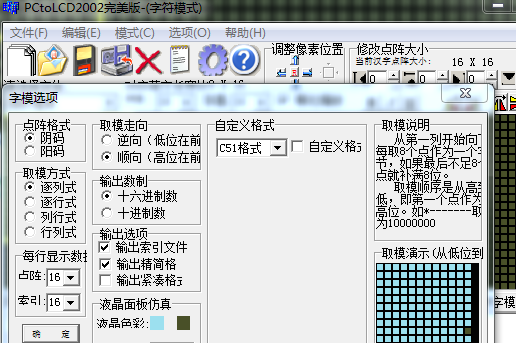 PCtoLCD2002完美版-(字符模式)
文件(F) 编辑(E) 模式(C) 选项(O) 帮助(H)
调整像素位置 修改点阵大小
当前汉字点阵大小: 16 X 16
0 0
字模选项
点阵格式
阴码
阳码
取模方式
逐列式
逐行式
列行式
行列式
每行显示数据
点阵: 16
索引: 16
确 定
取模走向
逆向(低位在前
顺向(高位在前
输出数制
十六进制数
十进制数
输出选项
输出索引文件
输出精简格
输出紧凑格式
液晶面板仿真
液晶色彩:
自定义格式
C51格式 自定义格式
取模说明
从第一列开始向下
每取8个点作为一个字
节，如果最后不足8个
点就补满8位。
取模顺序是从高到
低，即第一个点作为最
高位。如*-------取
为10000000
取模演示(从低位到